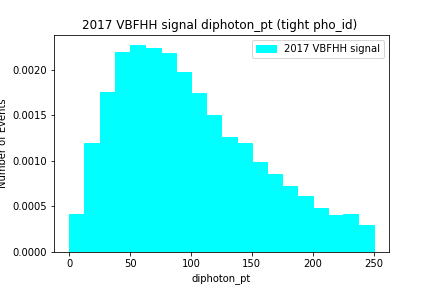 2017 VBFHH signal diphoton_pt (tight pho_id)
2017 VBFHH signal
Number of Events
0.0020
0.0015
0.0010
0.0005
0.0000
0 50 100 150 200 250
diphoton_pt